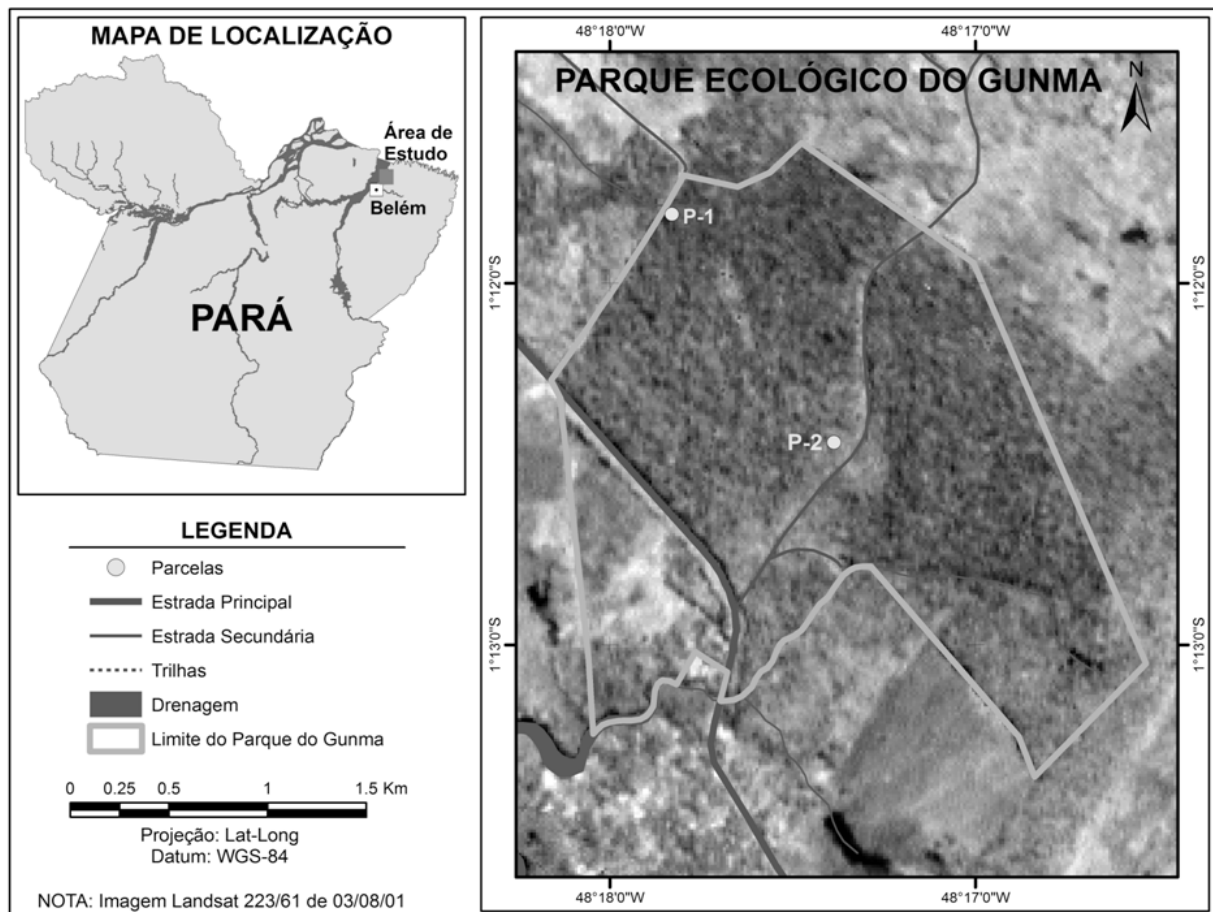 MAPA DE LOCALIZAÇÃO
Área de
Estudo
Belém
PARÁ
LEGENDA
Parcelas
Estrada Principal
Estrada Secundária
Trilhas
Drenagem
Limite do Parque do Gunma
0 0.25 0.5 1 1.5 Km
Projeção: Lat-Long
Datum: WGS-84
NOTA: Imagem Landsat 223/61 de 03/08/01
48°18'0"W 48°17'0"W
PARQUE ECOLÓGICO DO GUNMA
N
P-1
1°12'0"S 1°12'0"S
P-2
1°13'0"S 1°13'0"S
48°18'0"W 48°17'0"W